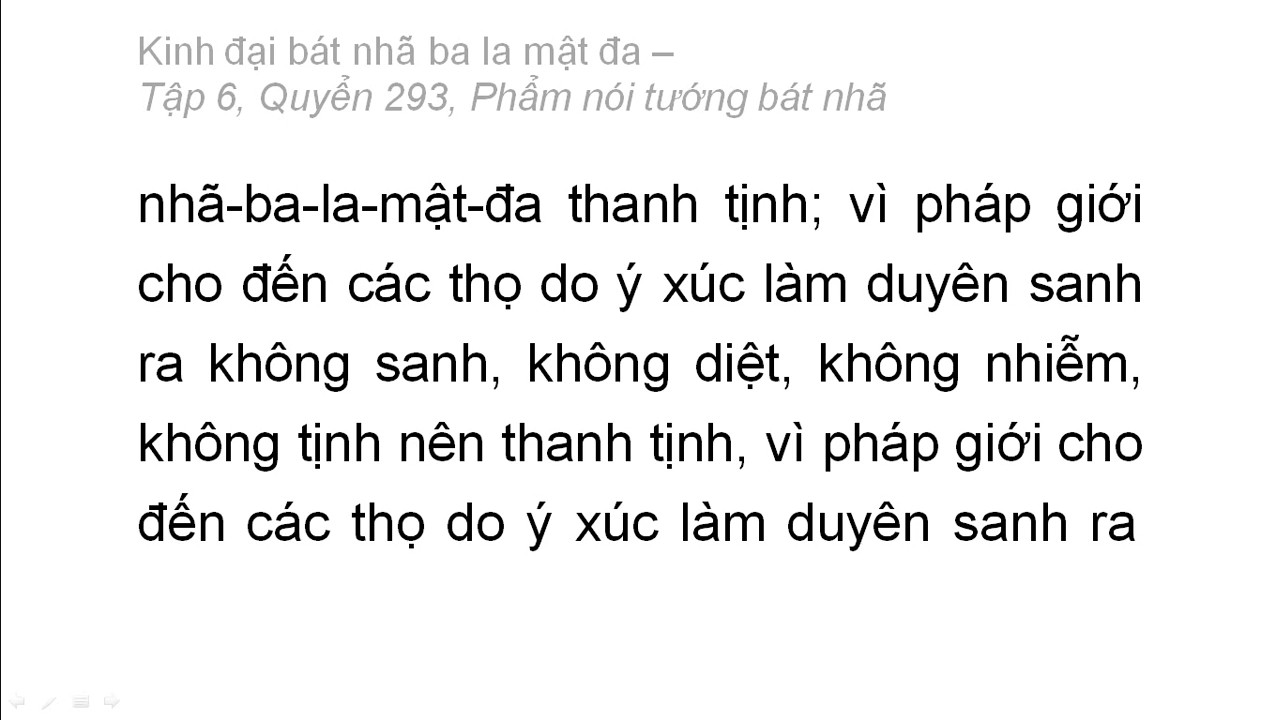 Kinh đại bát nhã ba la mật đa –
Tập 6, Quyển 293, Phẩm nói tướng bát nhã
nhã-ba-la-mật-đa thanh tịnh; vì pháp giới
cho đến các thọ do ý xúc làm duyên sanh
ra không sanh, không diệt, không nhiễm,
không tịnh nên thanh tịnh, vì pháp giới cho
đến các thọ do ý xúc làm duyên sanh ra